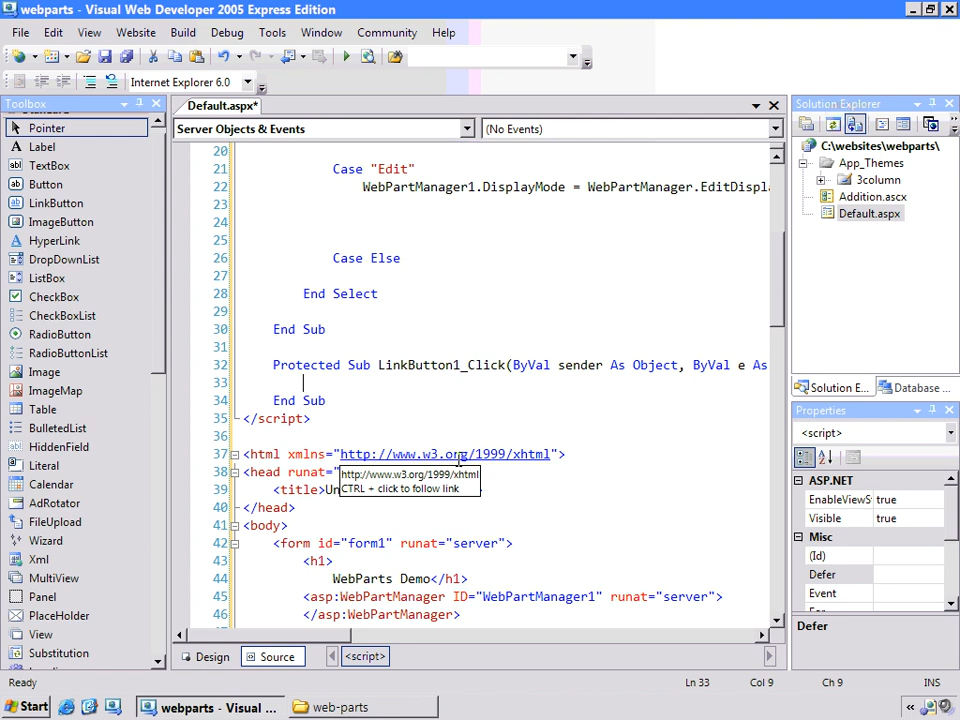 webparts - Visual Web Developer 2005 Express Edition
File Edit View Website Build Debug Tools Window Community Help
Internet Explorer 6.0
Toolbox
Default.aspx*
Solution Explorer
Server Objects & Events
(No Events)
Pointer
Label
TextBox
Button
LinkButton
ImageButton
HyperLink
DropDownList
ListBox
CheckBox
CheckBoxList
RadioButton
RadioButtonList
Image
ImageMap
Table
BulletedList
HiddenField
Literal
Calendar
AdRotator
FileUpload
Wizard
Xml
MultiView
Panel
PlaceHolder
View
Substitution
20
21 Case "Edit"
22 WebPartManager1.DisplayMode = WebPartManager.EditDispl
23
24
25
26 Case Else
27
28 End Select
29
30 End Sub
31
32 Protected Sub LinkButton1_Click(ByVal sender As Object, ByVal e As
33
34 End Sub
35 </script>
36
37 <html xmlns="http://www.w3.org/1999/xhtml">
38 <head runat="
http://www.w3.org/1999/xhtml
CTRL + click to follow link
39 <title>Un
40 </head>
41 <body>
42 <form id="form1" runat="server">
43 <h1>
44 WebParts Demo</h1>
45 <asp:WebPartManager ID="WebPartManager1" runat="server">
46 </asp:WebPartManager>
Design
Source
<script>
C:\websites\webparts\
App_Themes
3column
Addition.ascx
Default.aspx
Solution E...
Database ...
Properties
<script>
ASP.NET
EnableViewS true
Visible true
Misc
(Id)
Defer
Event
Defer
Ready
Ln 33
Col 9
Ch 9
INS
Start
webparts - Visual ...
web-parts